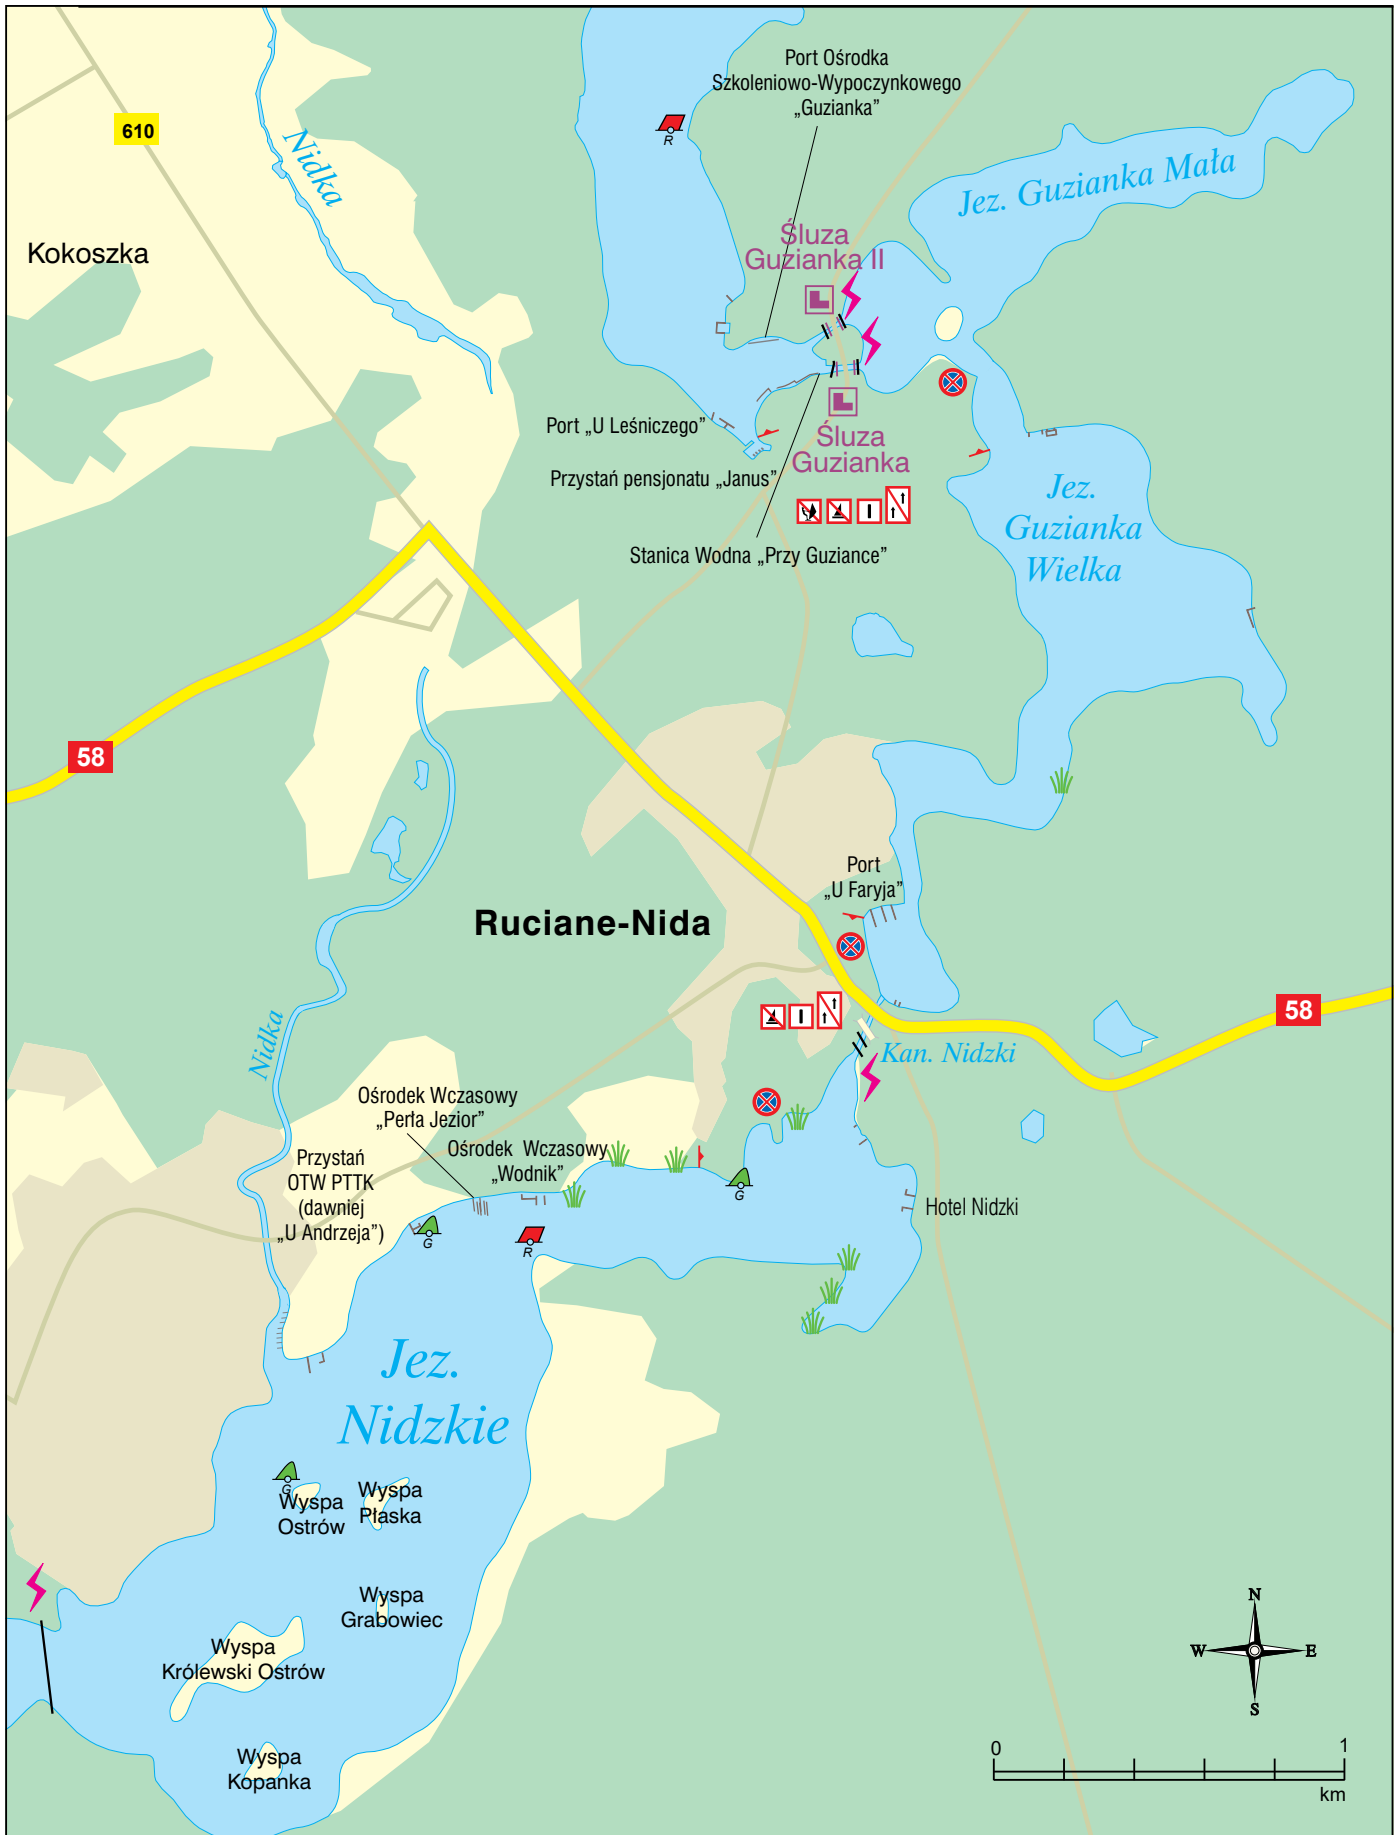 Port Ośrodka
Szkoleniowo-Wypoczynkowego
„Guzianka”
610
R
Nidka
Jez. Guzianka Mała
Kokoszka
Śluza
Guzianka II
Port „U Leśniczego”
Śluza
Guzianka
Przystań pensjonatu „Janus”
Jez.
Guzianka
Wielka
Stanica Wodna „Przy Guziance”
58
Port
„U Faryja”
Ruciane-Nida
58
Nidka
Kan. Nidzki
Ośrodek Wczasowy
„Perła Jezior”
Ośrodek Wczasowy
„Wodnik”
Przystań
OTW PTTK
(dawniej
„U Andrzeja”)
G
G
R
Hotel Nidzki
Jez.
Nidzkie
G
Wyspa
Ostrów
Wyspa
Płaska
Wyspa
Grabowiec
Wyspa
Królewski Ostrów
Wyspa
Kopanka
N
W
E
S
0
1
km